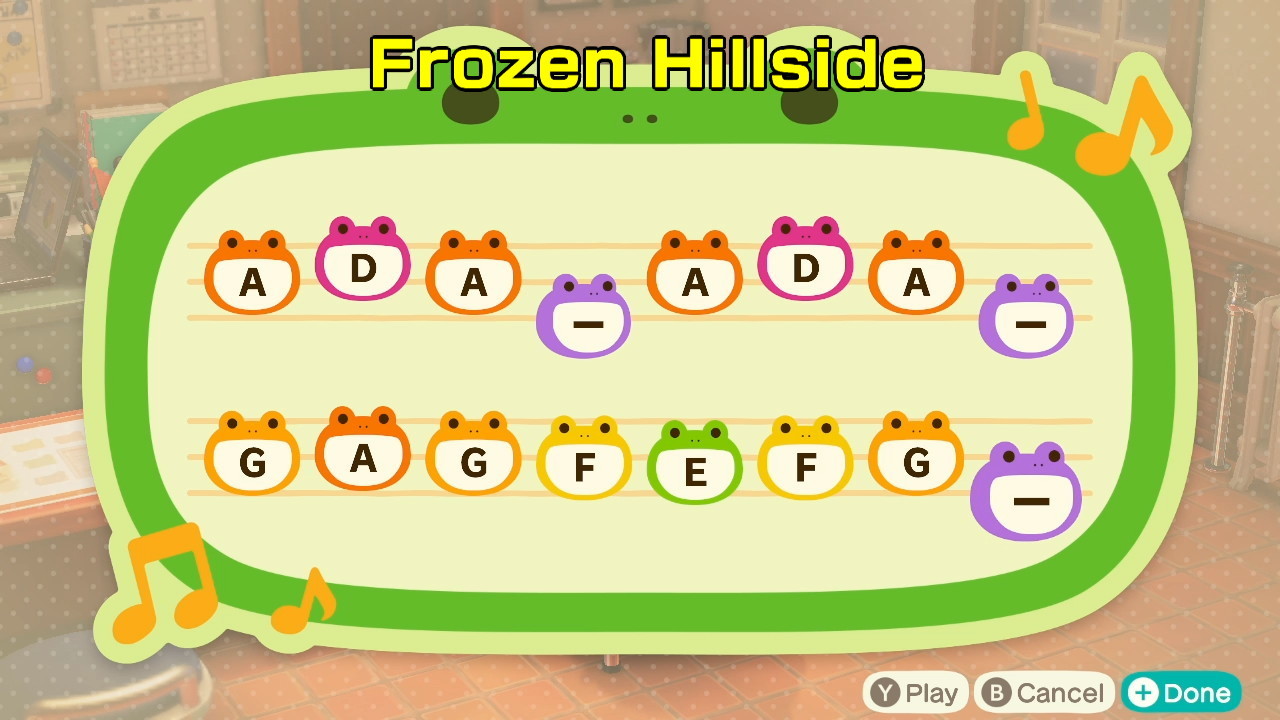 Frozen Hillside
A D A — A D A —
G A G F E F G —
Y Play B Cancel + Done